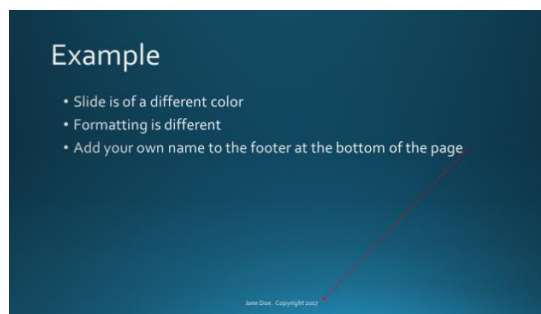 Example
• Slide is of a different color
• Formatting is different
• Add your own name to the footer at the bottom of the page
Jane Doe. Copyright 2017